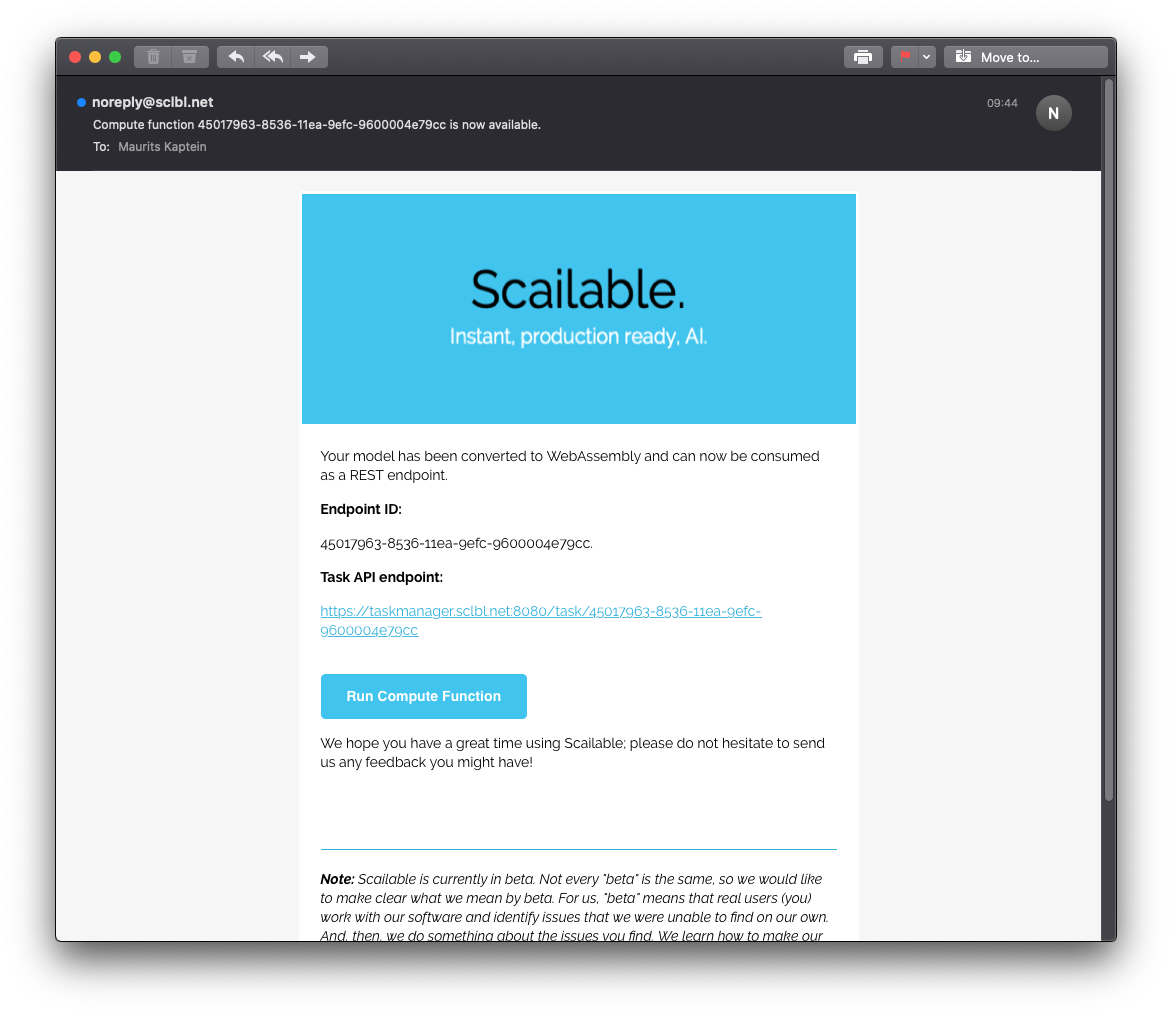 Move to...
noreply@sclbl.net
09:44
N
Compute function 45017963-8536-11ea-9efc-9600004e79cc is now available.
To: Maurits Kaptein
Scailable.
Instant, production ready, AI.
Your model has been converted to WebAssembly and can now be consumed
as a REST endpoint.
Endpoint ID:
45017963-8536-11ea-9efc-9600004e79cc.
Task API endpoint:
https://taskmanager.sclbl.net:8080/task/45017963-8536-11ea-9efc-
9600004e79cc
Run Compute Function
We hope you have a great time using Scailable; please do not hesitate to send
us any feedback you might have!
Note: Scailable is currently in beta. Not every "beta" is the same, so we would like
to make clear what we mean by beta. For us, "beta" means that real users (you)
work with our software and identify issues that we were unable to find on our own.
And, then, we do something about the issues you find. We learn how to make our